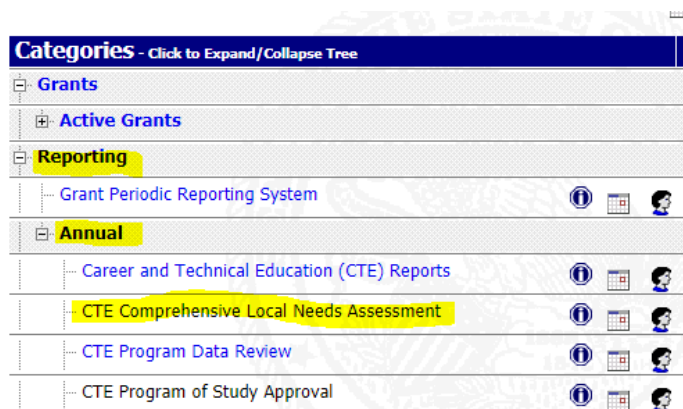 Categories - Click to Expand/Collapse Tree
Grants
Active Grants
Reporting
Grant Periodic Reporting System
Annual
Career and Technical Education (CTE) Reports
CTE Comprehensive Local Needs Assessment
CTE Program Data Review
CTE Program of Study Approval